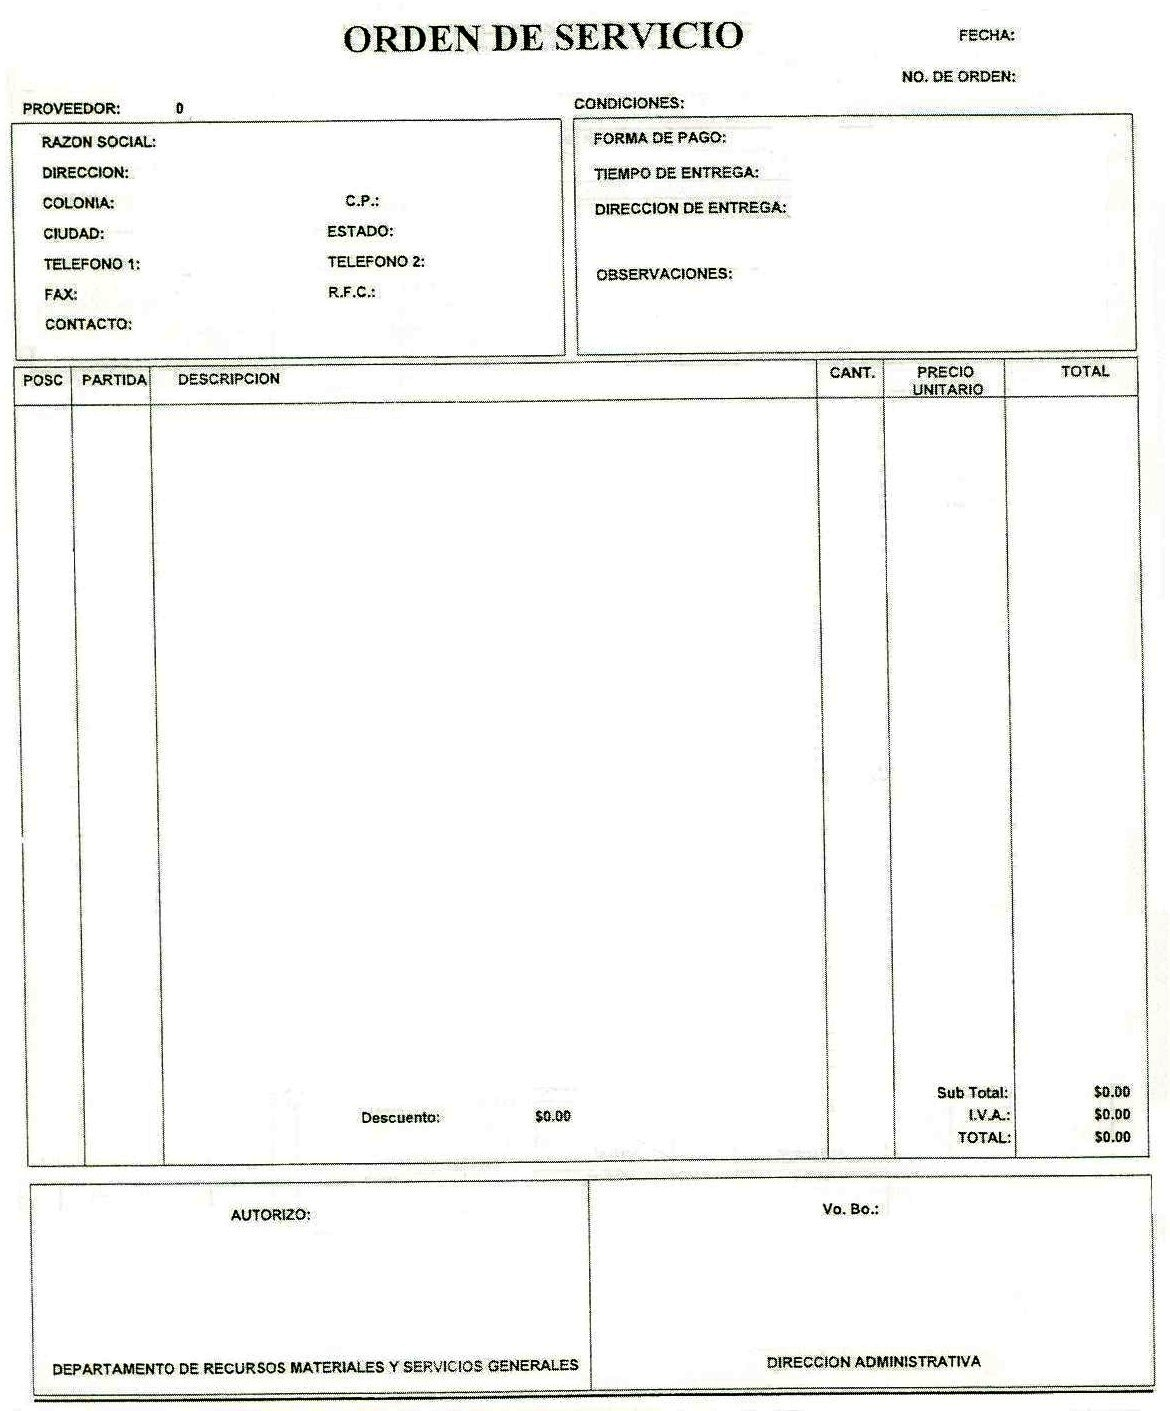 ORDEN DE SERVICIO
FECHA:
NO. DE ORDEN:
PROVEEDOR: 0
CONDICIONES:
RAZON SOCIAL:
DIRECCION:
COLONIA: C.P.:
CIUDAD: ESTADO:
TELEFONO 1: TELEFONO 2:
FAX: R.F.C.:
CONTACTO:
FORMA DE PAGO:
TIEMPO DE ENTREGA:
DIRECCION DE ENTREGA:
OBSERVACIONES:
POSC PARTIDA DESCRIPCION CANT. PRECIO UNITARIO TOTAL
Sub Total: $0.00
Descuento: $0.00 I.V.A.: $0.00
TOTAL: $0.00
AUTORIZO: Vo. Bo.:
DEPARTAMENTO DE RECURSOS MATERIALES Y SERVICIOS GENERALES DIRECCION ADMINISTRATIVA